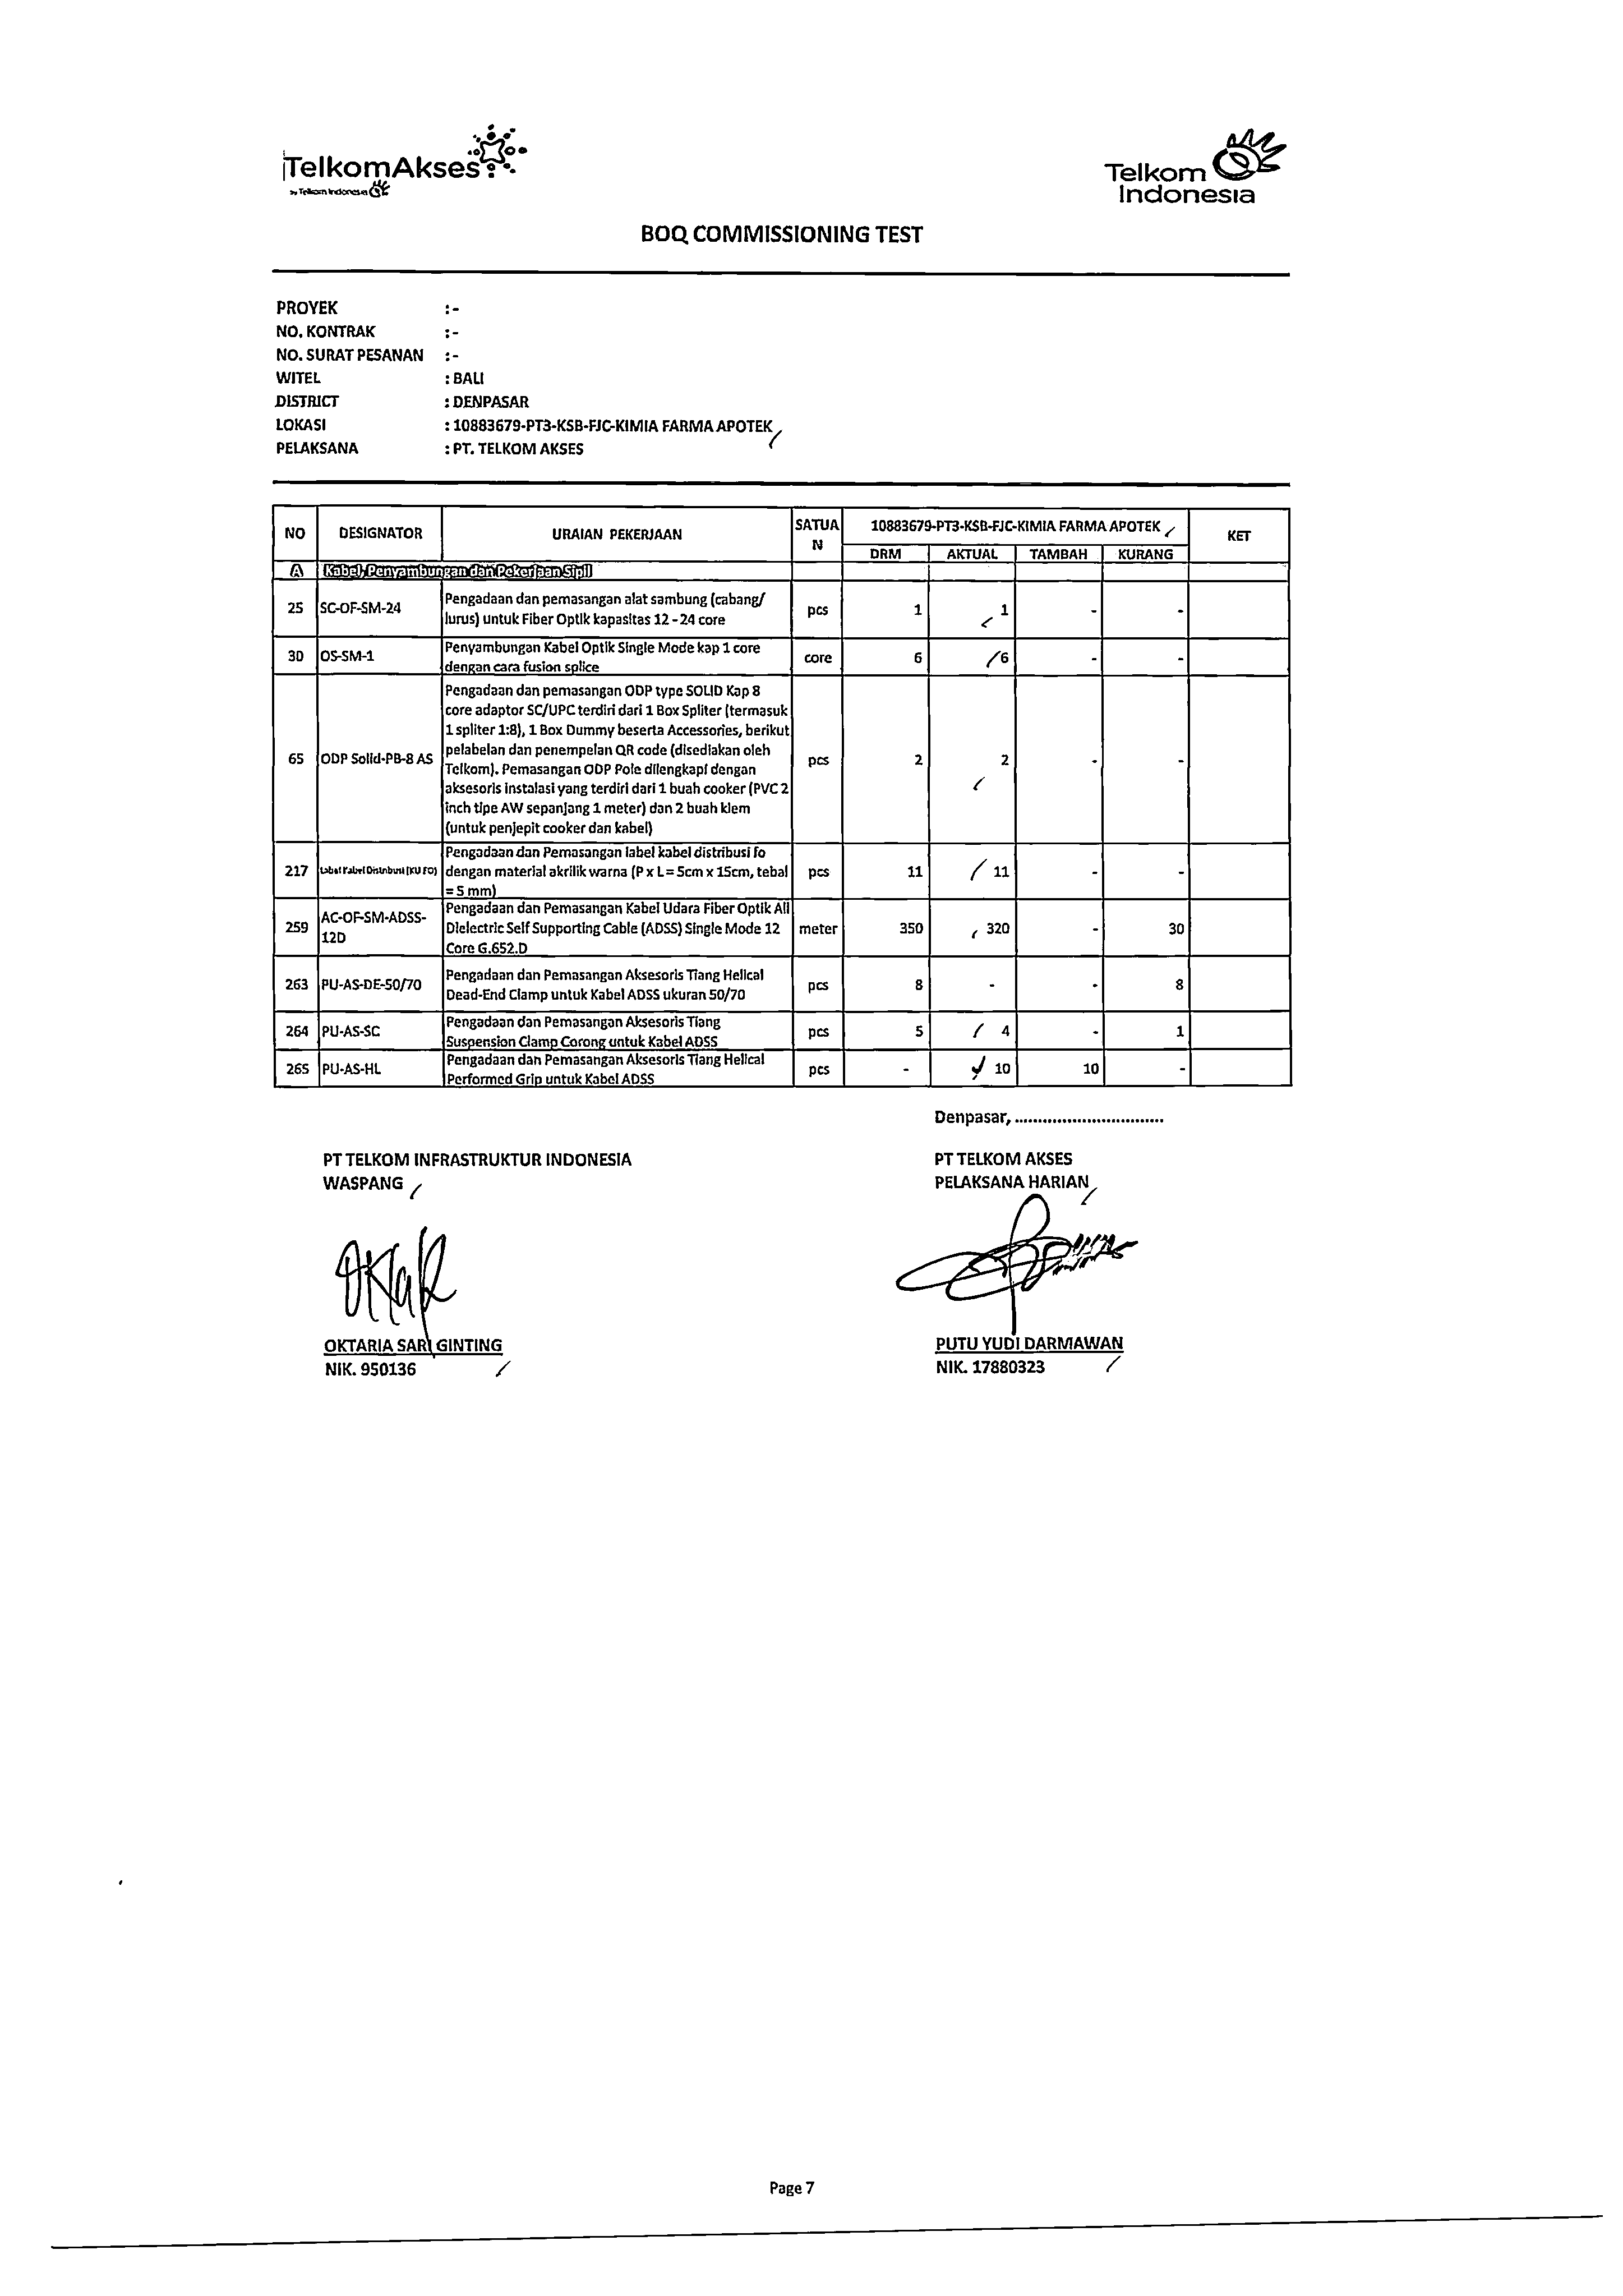 TelkomAkses
by Telkom Indonesia
Telkom
Indonesia
BOQ COMMISSIONING TEST
PROYEK : -
NO. KONTRAK : -
NO. SURAT PESANAN : -
WITEL : BALI
DISTRICT : DENPASAR
LOKASI : 10883679-PT3-KSB-FJC-KIMIA FARMA APOTEK
PELAKSANA : PT. TELKOM AKSES
NO DESIGNATOR URAIAN PEKERJAAN SATUAN 10883679-PT3-KSB-FJC-KIMIA FARMA APOTEK KET
DRM AKTUAL TAMBAH KURANG
A Kabel, Penyambungan dan Pekerjaan Sipil
25 SC-OF-SM-24 Pengadaan dan pemasangan alat sambung (cabang/
lurus) untuk Fiber Optik kapasitas 12 - 24 core pcs 1 1 - -
30 OS-SM-1 Penyambungan Kabel Optik Single Mode kap 1 core
dengan cara fusion splice core 6 6 - -
65 ODP Solid-PB-8 AS Pengadaan dan pemasangan ODP type SOLID Kap 8
core adaptor SC/UPC terdiri dari 1 Box Spliter (termasuk
1 spliter 1:8), 1 Box Dummy beserta Accessories, berikut
pelabelan dan penempelan QR code (disediakan oleh
Telkom). Pemasangan ODP Pole dilengkapi dengan
aksesoris instalasi yang terdiri dari 1 buah cooker (PVC 2
inch tipe AW sepanjang 1 meter) dan 2 buah klem
(untuk penjepit cooker dan kabel) pcs 2 2 - -
217 Label Kabel Distribusi (KU FO) Pengadaan dan Pemasangan label kabel distribusi fo
dengan material akrilik warna (P x L = 5cm x 15cm, tebal
= 5 mm) pcs 11 11 - -
259 AC-OF-SM-ADSS-12D Pengadaan dan Pemasangan Kabel Udara Fiber Optik All
Dielectric Self Supporting Cable (ADSS) Single Mode 12
Core G.652.D meter 350 320 - 30
263 PU-AS-DE-50/70 Pengadaan dan Pemasangan Aksesoris Tiang Helical
Dead-End Clamp untuk Kabel ADSS ukuran 50/70 pcs 8 - - 8
264 PU-AS-SC Pengadaan dan Pemasangan Aksesoris Tiang
Suspension Clamp Corong untuk Kabel ADSS pcs 5 4 - 1
265 PU-AS-HL Pengadaan dan Pemasangan Aksesoris Tiang Helical
Performed Grip untuk Kabel ADSS pcs - 10 10 -
Denpasar, ................................
PT TELKOM INFRASTRUKTUR INDONESIA PT TELKOM AKSES
WASPANG PELAKSANA HARIAN
OKTARIA SARI GINTING PUTU YUDI DARMAWAN
NIK. 950136 NIK. 17880323
Page 7